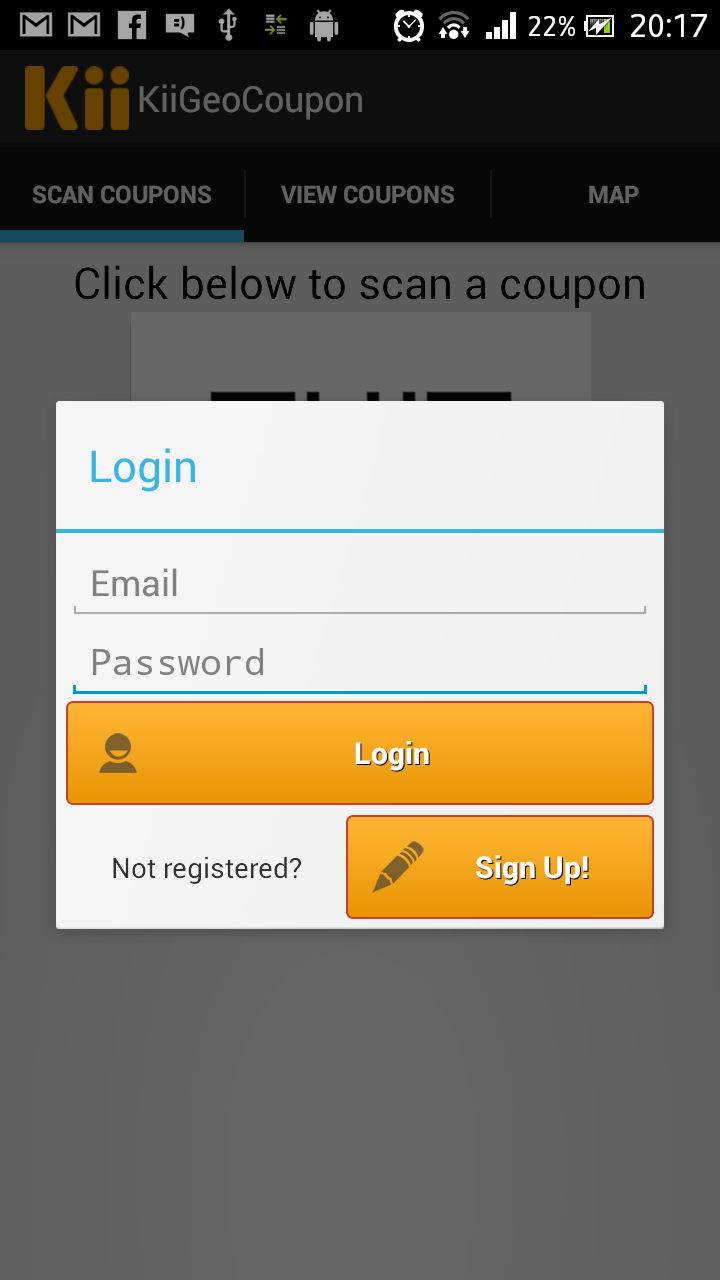 22% 20:17
Kii KiiGeoCoupon
SCAN COUPONS VIEW COUPONS MAP
Click below to scan a coupon
Login
Email
Password
Login
Not registered? Sign Up!